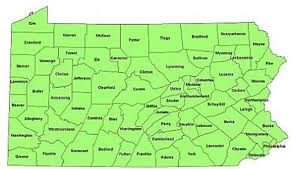 Erie
Warren
McKean
Potter
Tioga
Bradford
Susquehanna
Crawford
Wayne
Forest
Elk
Cameron
Sullivan
Wyoming
Mercer
Venango
Lycoming
Pike
Clinton
Clarion
Jefferson
Lawrence
Clearfield
Columbia
Luzerne
Monroe
Butler
Centre
Union
Carbon
Armstrong
Northampton
Beaver
Snyder
Northumberland
Schuylkill
Lehigh
Indiana
Mifflin
Juniata
Allegheny
Cambria
Blair
Perry
Dauphin
Lebanon
Berks
Bucks
Huntingdon
Montgomery
Washington
Westmoreland
Cumberland
Lancaster
Chester
Philadelphia
Somerset
Bedford
Fulton
Franklin
Adams
York
Delaware
Greene
Fayette